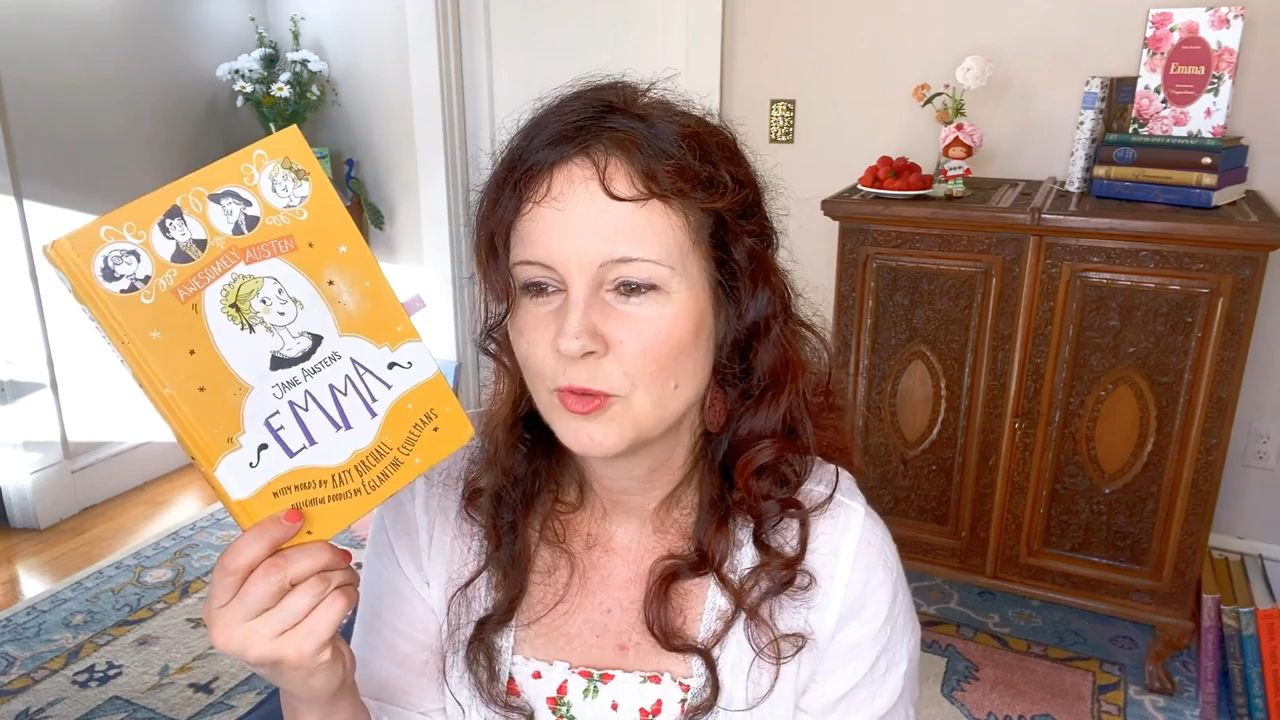 AWESOMELY AUSTEN
JANE AUSTEN'S
EMMA
WITTY WORDS BY KATY BIRCHALL
DELIGHTFUL DOODLES BY ÉGLANTINE CEULEMANS
Emma